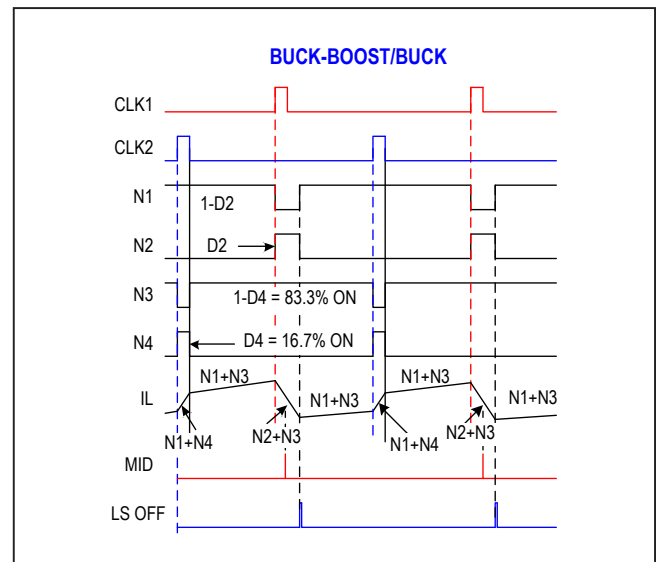 BUCK-BOOST/BUCK
CLK1
CLK2
N1
1-D2
N2
D2
N3
1-D4 = 83.3% ON
N4
D4 = 16.7% ON
IL
N1+N3
N1+N3
N1+N3
N1+N3
N1+N4
N2+N3
N1+N4
N2+N3
MID
LS OFF